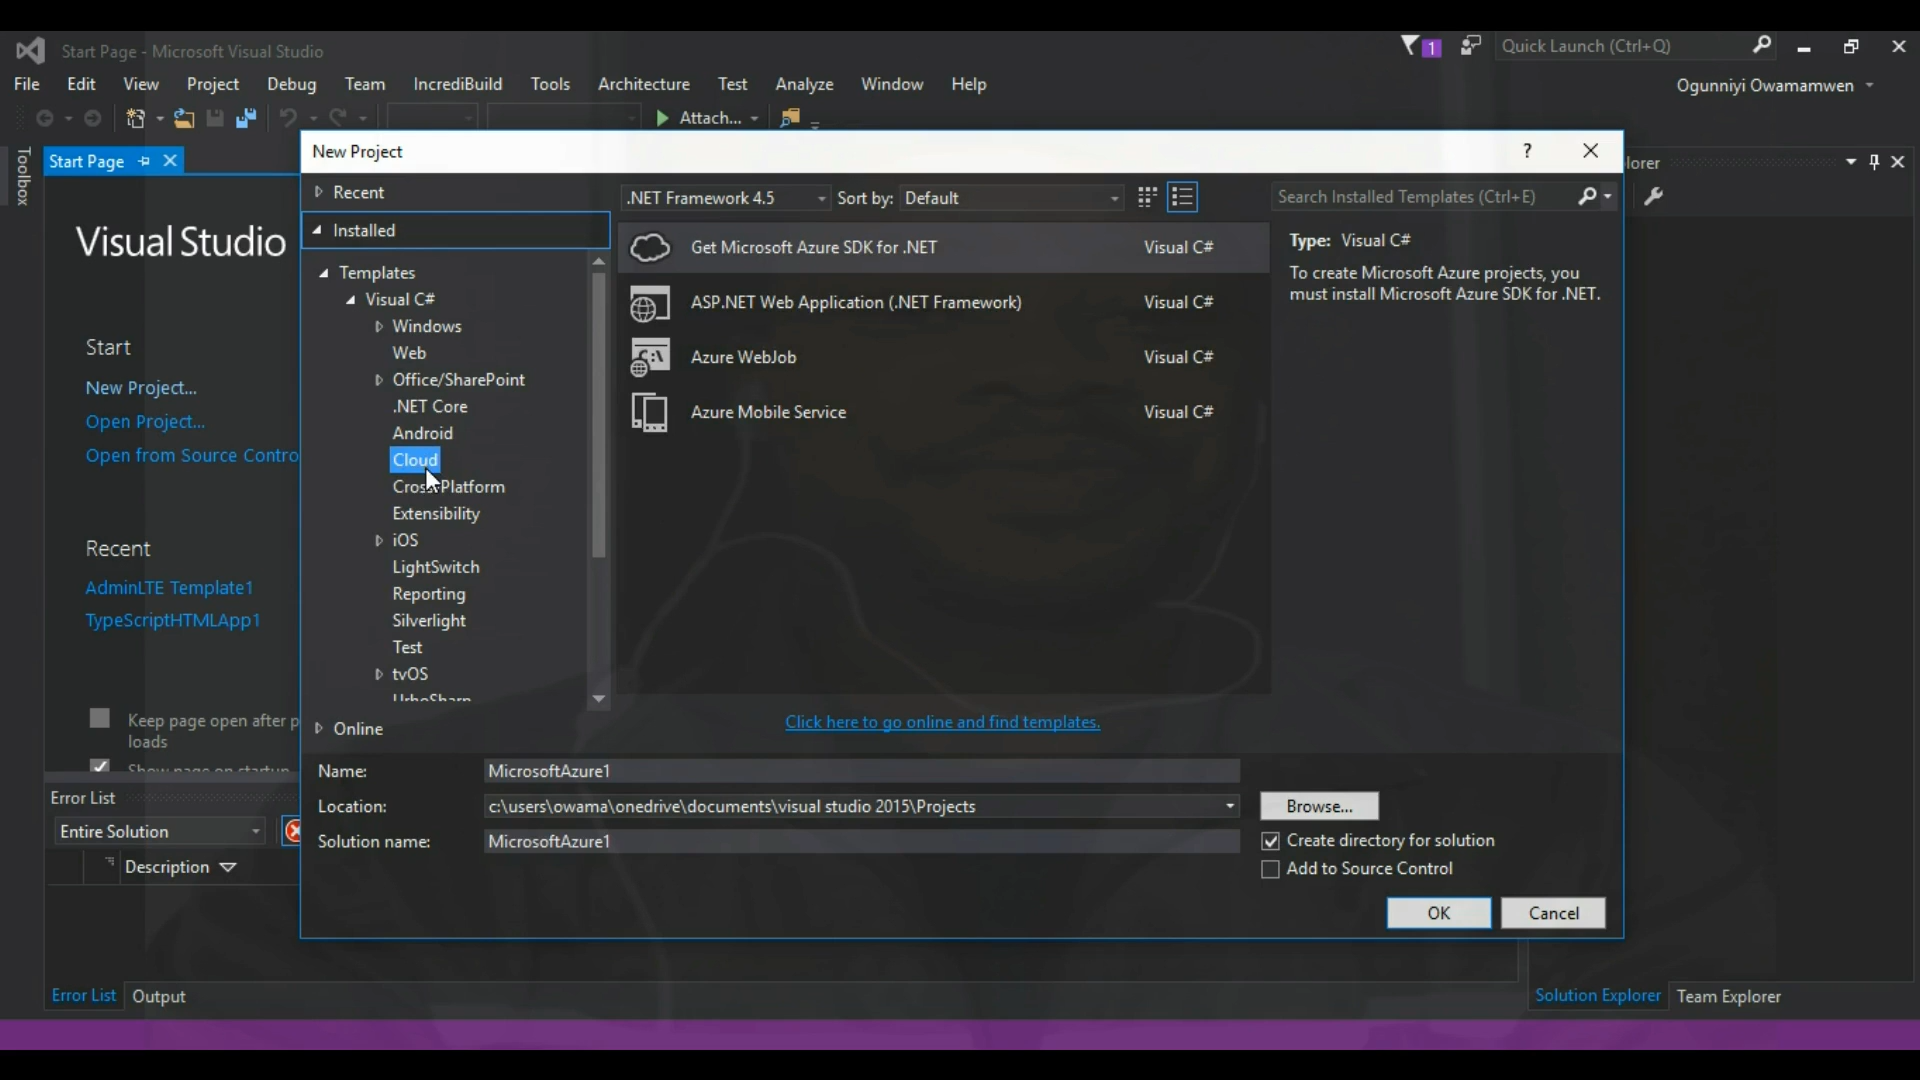 Start Page - Microsoft Visual Studio
1
Quick Launch (Ctrl+Q)
File Edit View Project Debug Team IncrediBuild Tools Architecture Test Analyze Window Help
Ogunniyi Owamamwen
Attach...
Toolbox
Start Page
Visual Studio
Start
New Project...
Open Project...
Open from Source Contro
Recent
AdminLTE Template1
TypeScriptHTMLApp1
Keep page open after p
loads
Show page on startup
Error List
Entire Solution
Description
New Project
?
Recent
Installed
Templates
Visual C#
Windows
Web
Office/SharePoint
.NET Core
Android
Cloud
Cross-Platform
Extensibility
iOS
LightSwitch
Reporting
Silverlight
Test
tvOS
UrhoSharp
Online
.NET Framework 4.5 Sort by: Default
Get Microsoft Azure SDK for .NET Visual C#
ASP.NET Web Application (.NET Framework) Visual C#
Azure WebJob Visual C#
Azure Mobile Service Visual C#
Click here to go online and find templates.
Search Installed Templates (Ctrl+E)
Type: Visual C#
To create Microsoft Azure projects, you
must install Microsoft Azure SDK for .NET.
lorer
Name: MicrosoftAzure1
Location: c:\users\owama\onedrive\documents\visual studio 2015\Projects
Browse...
Solution name: MicrosoftAzure1
Create directory for solution
Add to Source Control
OK Cancel
Error List Output
Solution Explorer Team Explorer